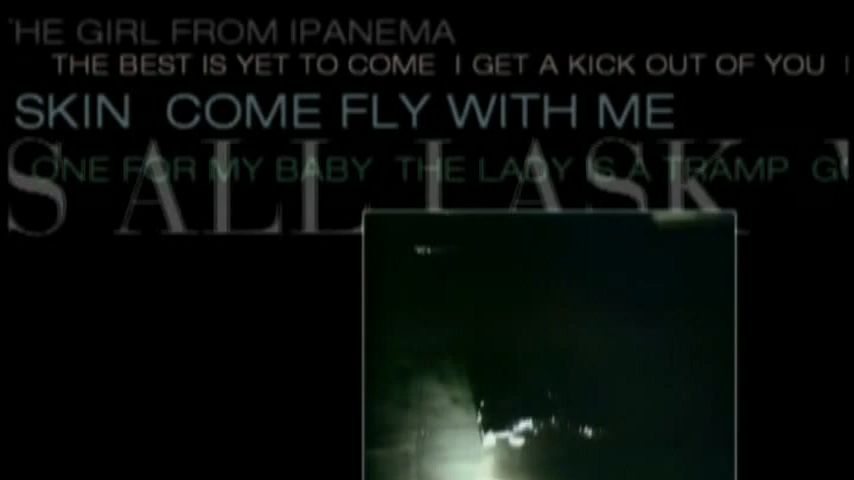 HE GIRL FROM IPANEMA
THE BEST IS YET TO COME I GET A KICK OUT OF YOU I
SKIN COME FLY WITH ME
ONE FOR MY BABY THE LADY IS A TRAMP G
S ALL I ASK